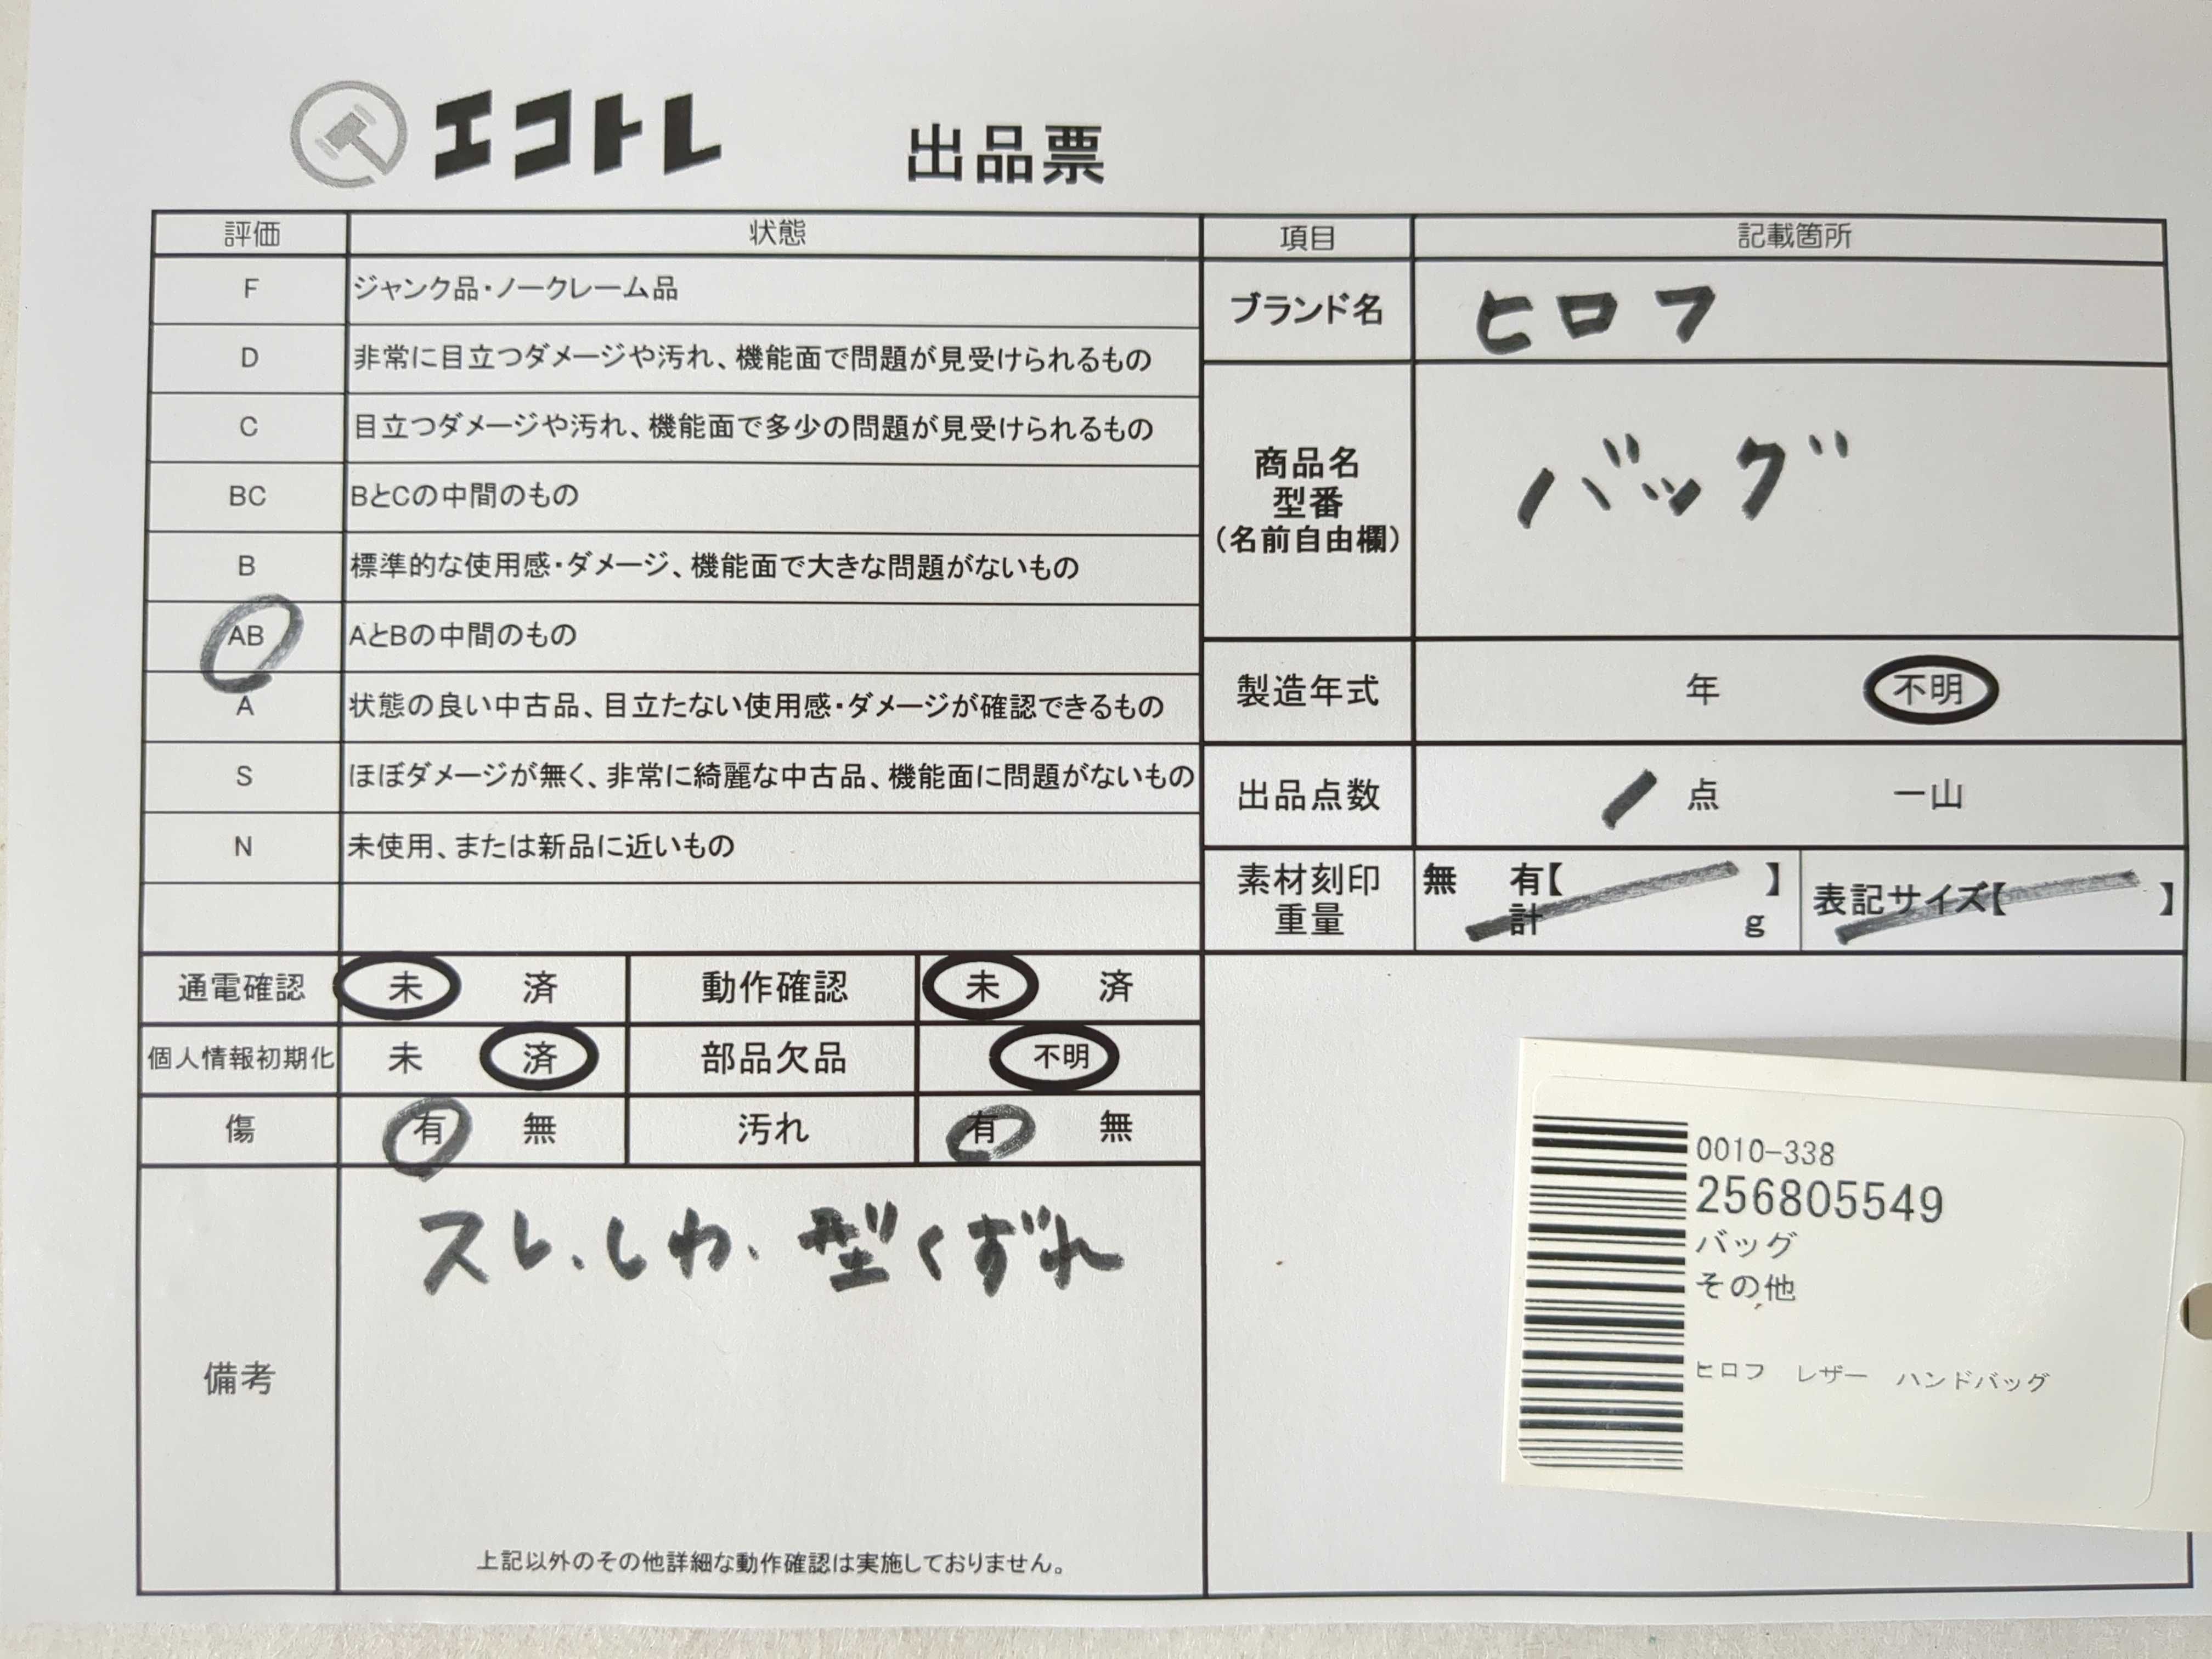 エコトレ 出品票
評価 状態
F ジャンク品・ノークレーム品
D 非常に目立つダメージや汚れ、機能面で問題が見受けられるもの
C 目立つダメージや汚れ、機能面で多少の問題が見受けられるもの
BC BとCの中間のもの
B 標準的な使用感・ダメージ、機能面で大きな問題がないもの
AB AとBの中間のもの
A 状態の良い中古品、目立たない使用感・ダメージが確認できるもの
S ほぼダメージが無く、非常に綺麗な中古品、機能面に問題がないもの
N 未使用、または新品に近いもの
項目 記載箇所
ブランド名 ヒロフ
商品名
型番
(名前自由欄)
バッグ
製造年式 年 不明
出品点数 1 点 一山
素材刻印 無 有【 】 表記サイズ【 】
重量 計 g
通電確認 未 済 動作確認 未 済
個人情報初期化 未 済 部品欠品 不明
傷 有 無 汚れ 有 無
備考
スレ、しわ、型くずれ
上記以外のその他詳細な動作確認は実施しておりません。
0010-338
256805549
バッグ
その他
ヒロフ レザー ハンドバッグ